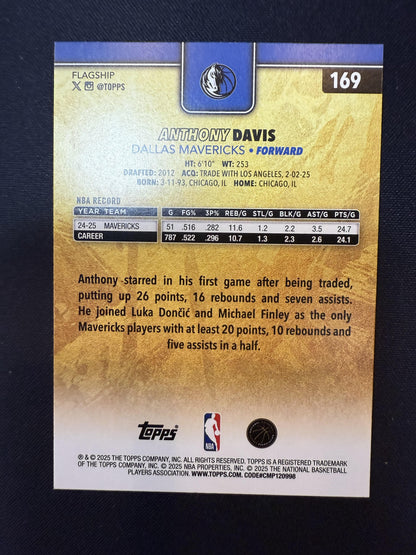 FLAGSHIP
X @TOPPS
169
ANTHONY DAVIS
DALLAS MAVERICKS • FORWARD
HT: 6'10" WT: 253
DRAFTED: 2012 ACQ: TRADE WITH LOS ANGELES, 2-02-25
BORN: 3-11-93, CHICAGO, IL HOME: CHICAGO, IL
NBA RECORD
YEAR TEAM G FG% 3P% REB/G STL/G BLK/G AST/G PTS/G
24-25 MAVERICKS 51 .516 .282 11.6 1.2 2.2 3.5 24.7
CAREER 787 .522 .296 10.7 1.3 2.3 2.6 24.1
Anthony starred in his first game after being traded,
putting up 26 points, 16 rebounds and seven assists.
He joined Luka Dončić and Michael Finley as the only
Mavericks players with at least 20 points, 10 rebounds and
five assists in a half.
Topps
NBA
® & © 2025 THE TOPPS COMPANY, INC. ALL RIGHTS RESERVED. TOPPS IS A REGISTERED TRADEMARK
OF THE TOPPS COMPANY, INC. © 2025 NBA PROPERTIES, INC. © 2025 THE NATIONAL BASKETBALL
PLAYERS ASSOCIATION. WWW.TOPPS.COM. CODE#CMP120998